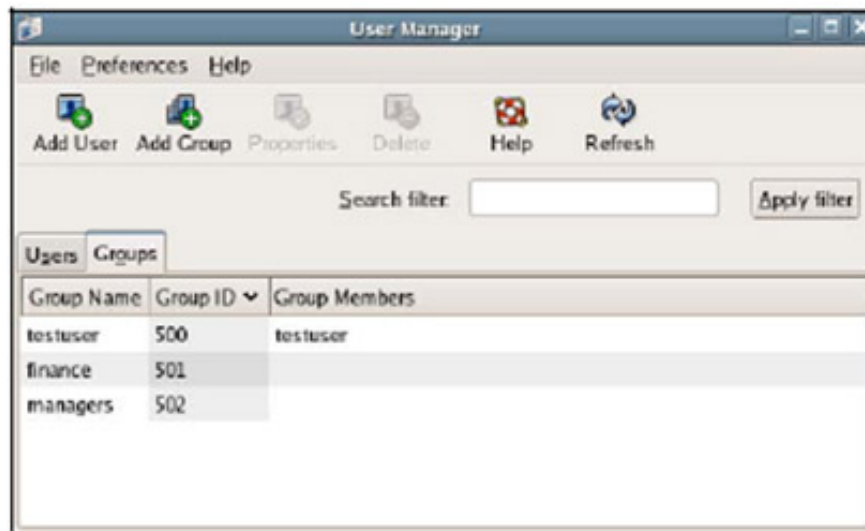 User Manager
File Preferences Help
Add User Add Group Properties Delete Help Refresh
Search filter: Apply filter
Users Groups
Group Name Group ID Group Members
testuser 500 testuser
finance 501
managers 502